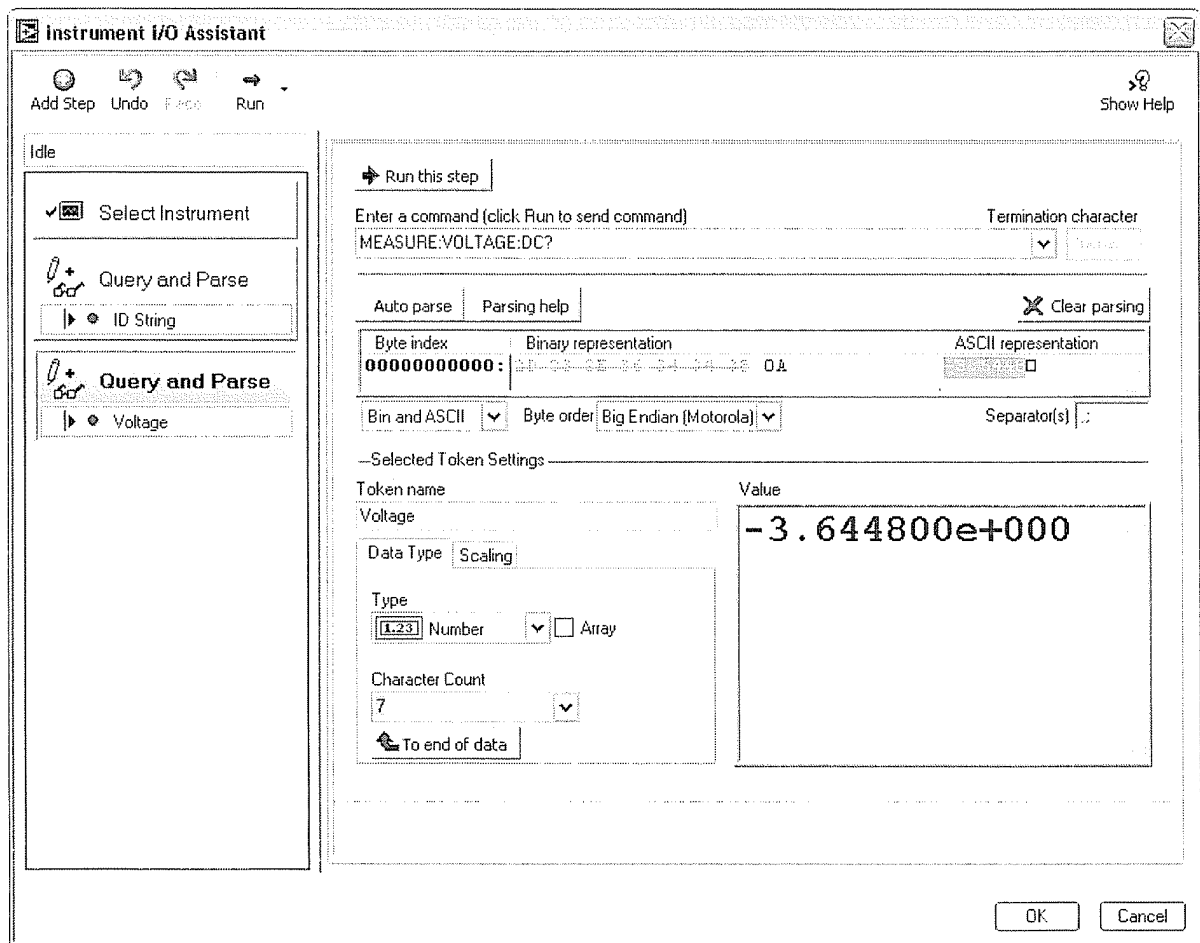 Instrument I/O Assistant
Add Step Undo Run
Show Help
Idle
Select Instrument
Query and Parse
ID String
Query and Parse
Voltage
Run this step
Enter a command (click Run to send command) Termination character
MEASURE:VOLTAGE:DC?
Auto parse Parsing help Clear parsing
Byte index Binary representation ASCII representation
00000000000: 0A
Bin and ASCII Byte order Big Endian (Motorola) Separator(s) ,;
Selected Token Settings
Token name Value
Voltage
-3.644800e+000
Data Type Scaling
Type
1.23 Number Array
Character Count
7
To end of data
OK Cancel